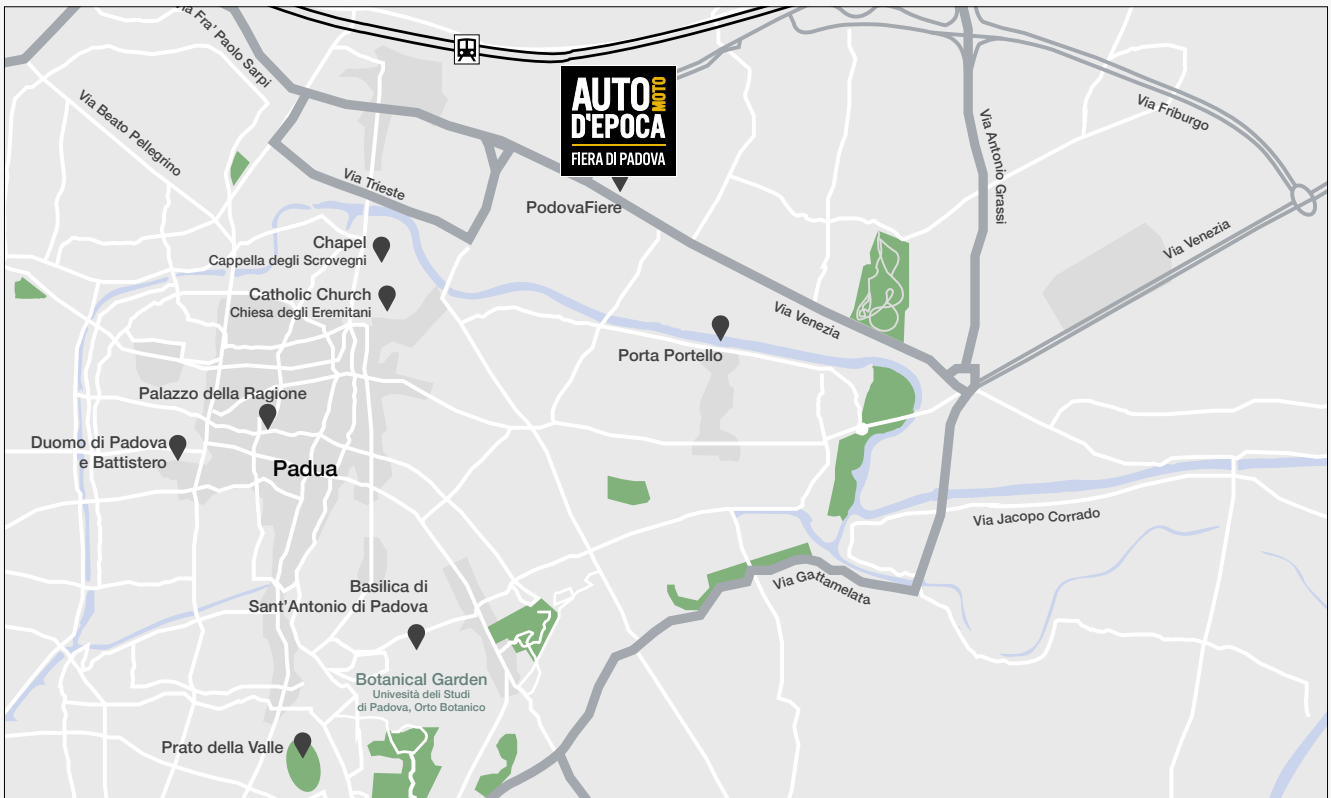 Via Fra' Paolo Sarpi
Via Beato Pellegrino
AUTO
MOTO
D'EPOCA
FIERA DI PADOVA
Via Friburgo
Via Antonio Grassi
Via Trieste
PodovaFiere
Via Venezia
Chapel
Cappella degli Scrovegni
Catholic Church
Chiesa degli Eremitani
Via Venezia
Porta Portello
Palazzo della Ragione
Duomo di Padova
e Battistero
Padua
Via Jacopo Corrado
Basilica di
Sant'Antonio di Padova
Via Gattamelata
Botanical Garden
Univesità deli Studi
di Padova, Orto Botanico
Prato della Valle